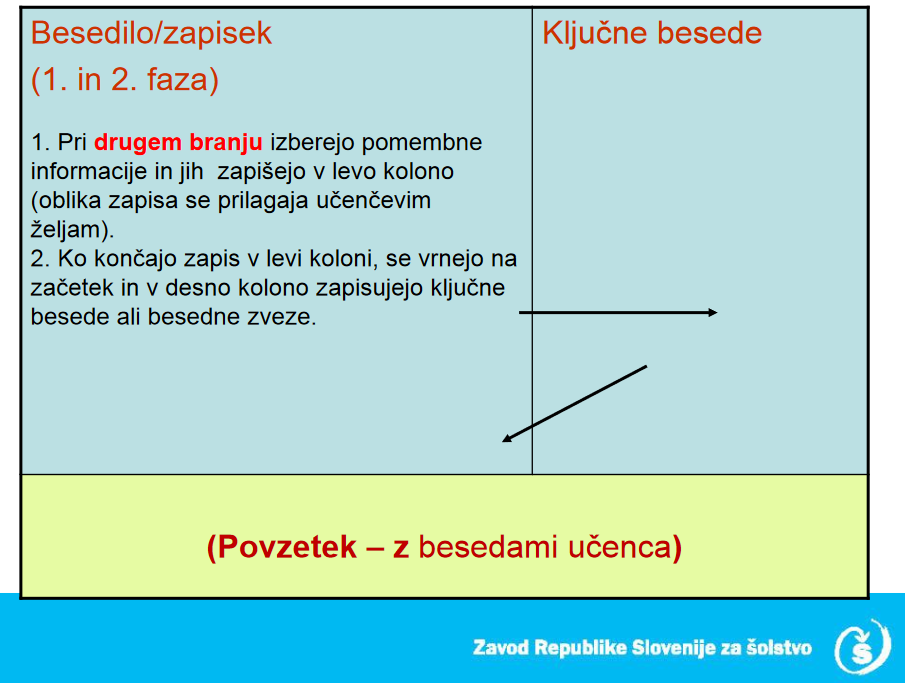 Besedilo/zapisek
(1. in 2. faza)
1. Pri drugem branju izberejo pomembne
informacije in jih zapišejo v levo kolono
(oblika zapisa se prilagaja učenčevim
željam).
2. Ko končajo zapis v levi koloni, se vrnejo na
začetek in v desno kolono zapisujejo ključne
besede ali besedne zveze.
Ključne besede
(Povzetek – z besedami učenca)
Zavod Republike Slovenije za šolstvo
Š